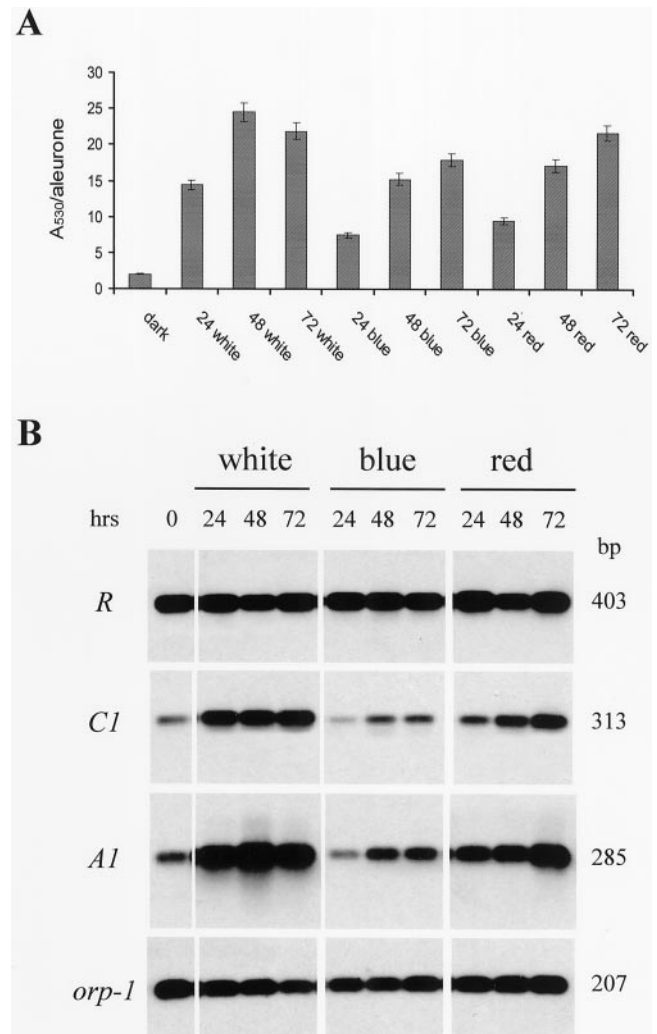 A
A530/aleurone
30
25
20
15
10
5
0
dark
24 white
48 white
72 white
24 blue
48 blue
72 blue
24 red
48 red
72 red
B
white blue red
hrs 0 24 48 72 24 48 72 24 48 72
bp
R 403
C1 313
A1 285
orp-1 207